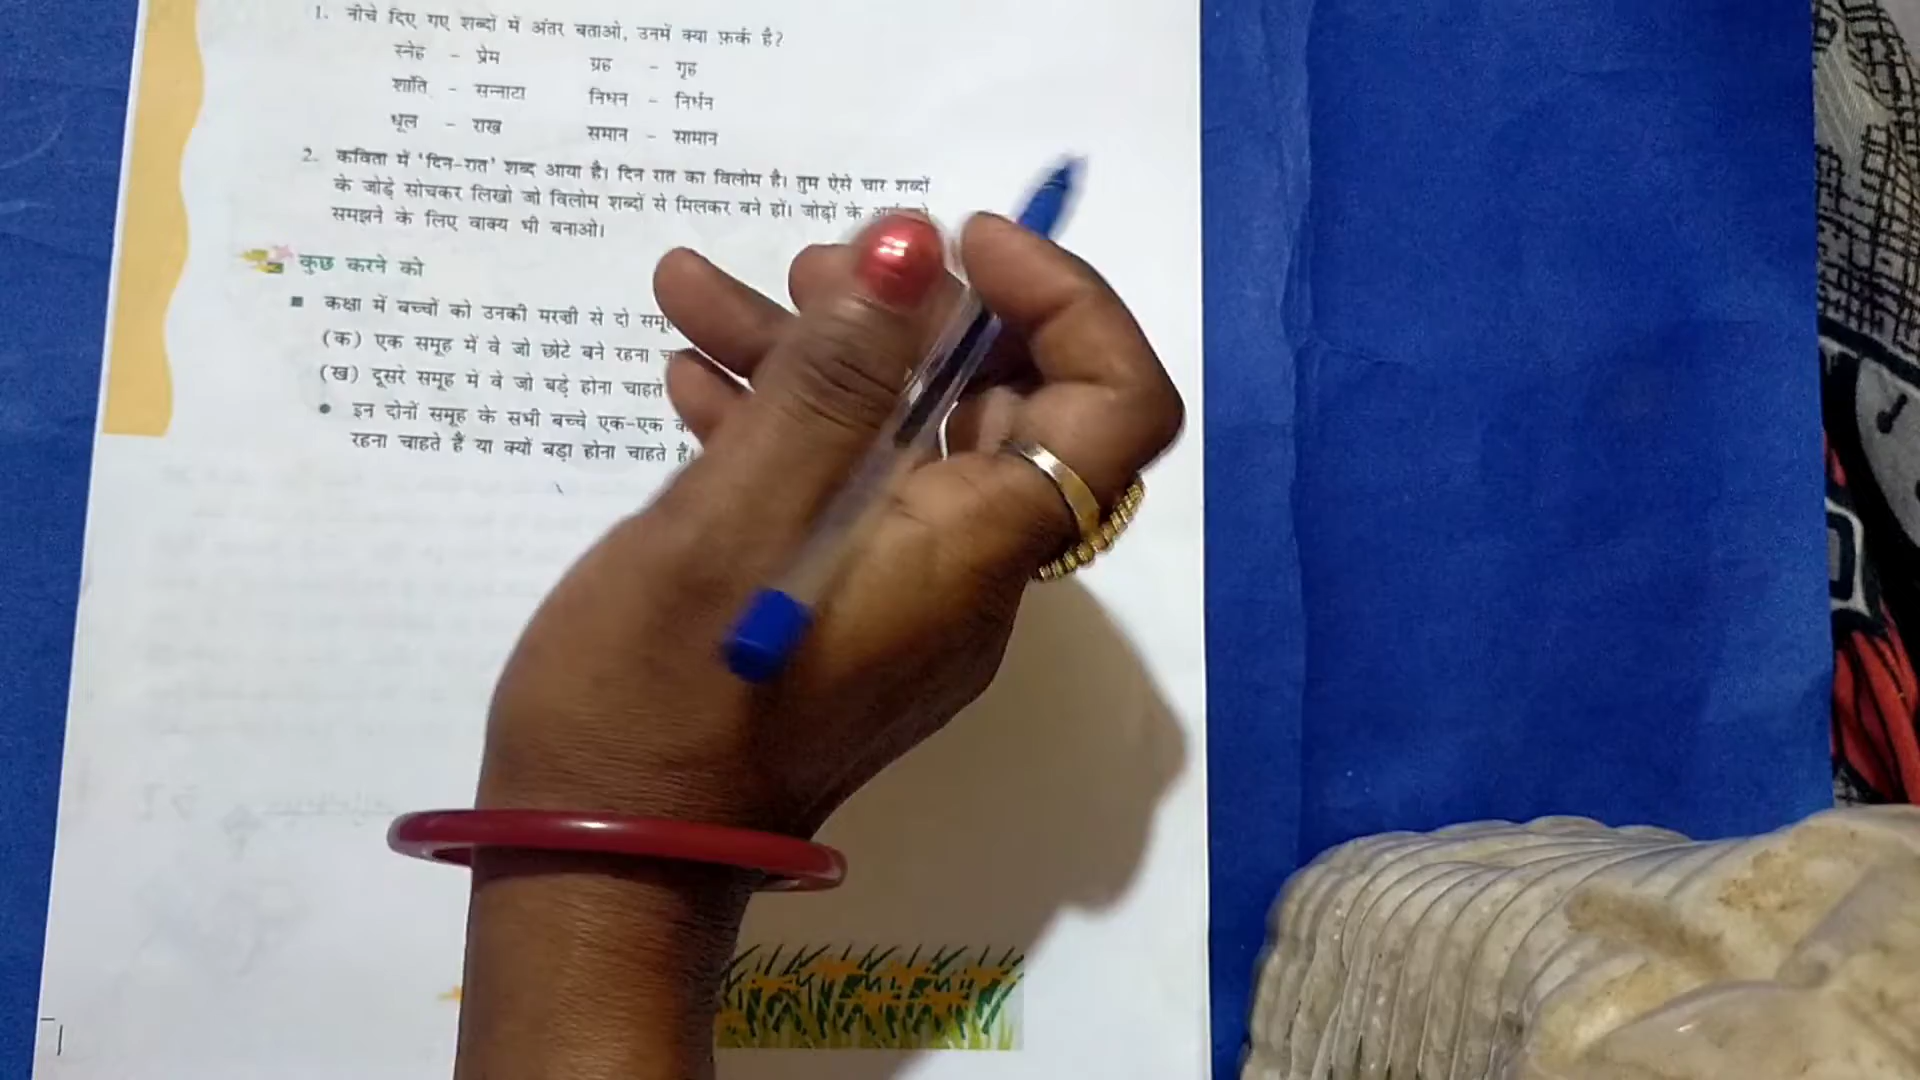 1. नीचे दिए गए शब्दों में अंतर बताओ, उनमें क्या फ़र्क है?
स्नेह - प्रेम ग्रह - गृह
शांति - सन्नाटा निधन - निर्धन
धूल - राख समान - सामान
2. कविता में 'दिन-रात' शब्द आया है। दिन रात का विलोम है। तुम ऐसे चार शब्दों
के जोड़े सोचकर लिखो जो विलोम शब्दों से मिलकर बने हों। जोड़ों के
समझने के लिए वाक्य भी बनाओ।
कुछ करने को
कक्षा में बच्चों को उनकी मरज़ी से दो
(क) एक समूह में वे जो छोटे बने रहना
(ख) दूसरे समूह में वे जो बड़े होना चाहते
इन दोनों समूह के सभी बच्चे एक-एक
रहना चाहते हैं या क्यों बड़ा होना चाहते हैं।